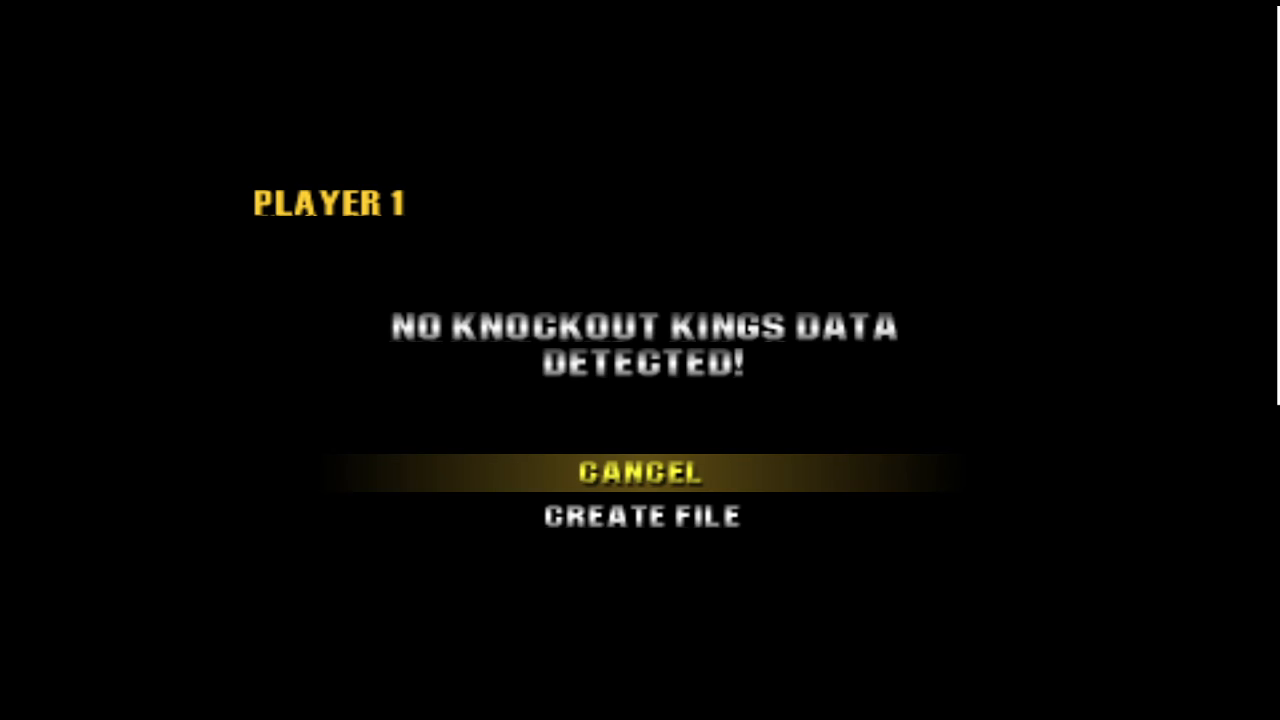 PLAYER 1
NO KNOCKOUT KINGS DATA
DETECTED!
CANCEL
CREATE FILE